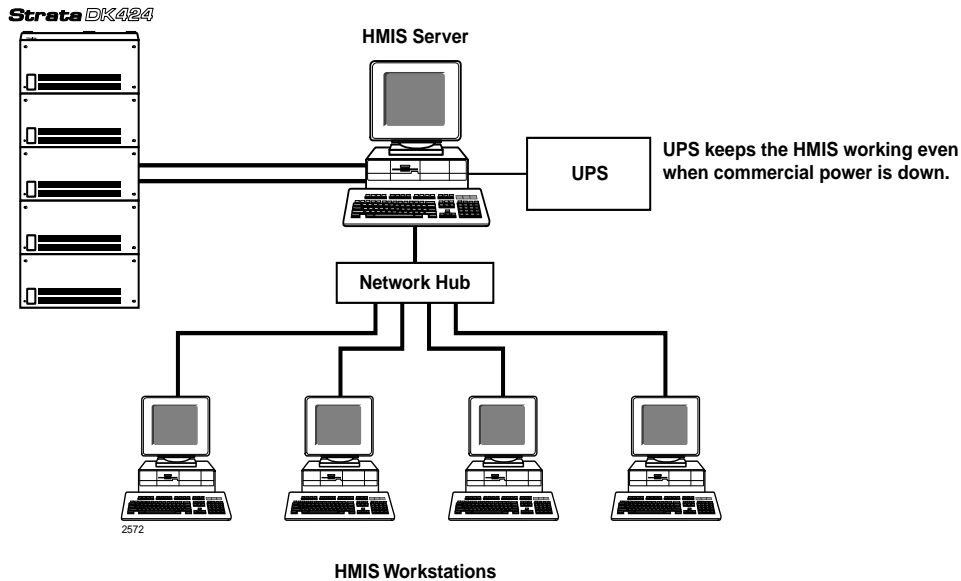 Strata DK424
HMIS Server
UPS
UPS keeps the HMIS working even
when commercial power is down.
Network Hub
2572
HMIS Workstations